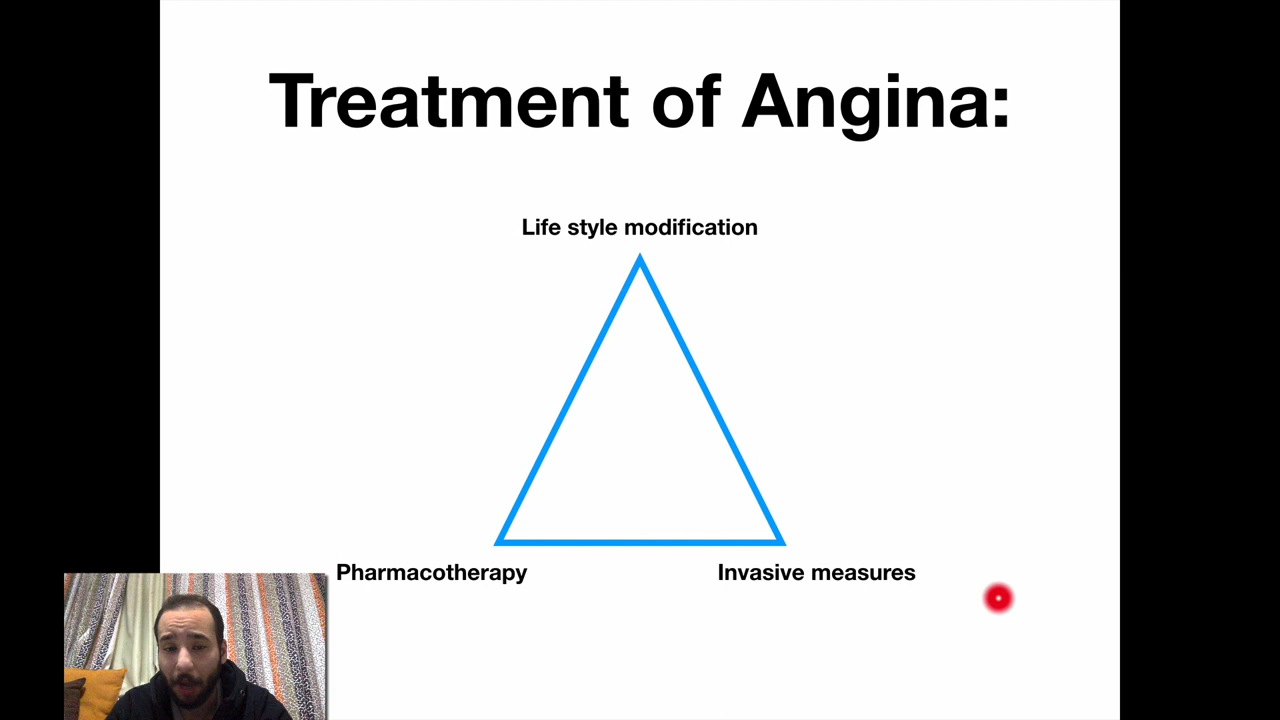 Treatment of Angina:
Life style modification
Pharmacotherapy
Invasive measures